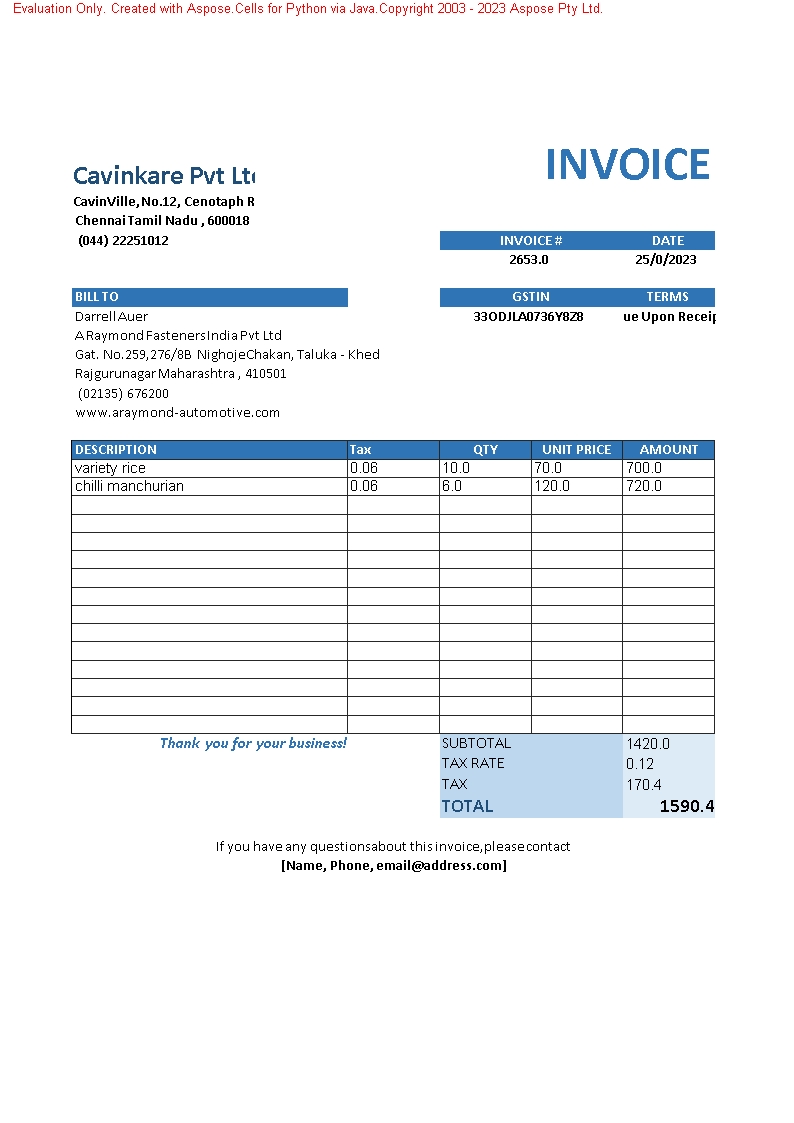 Evaluation Only. Created with Aspose.Cells for Python via Java.Copyright 2003 - 2023 Aspose Pty Ltd.
INVOICE
Cavinkare Pvt Lt
CavinVille, No.12, Cenotaph R
Chennai Tamil Nadu , 600018
(044) 22251012
INVOICE # DATE
2653.0 25/0/2023
BILL TO GSTIN TERMS
Darrell Auer 33ODJLA0736Y8Z8 ue Upon Receip
A Raymond Fasteners India Pvt Ltd
Gat. No.259,276/8B Nighoje Chakan, Taluka - Khed
Rajgurunagar Maharashtra , 410501
(02135) 676200
www.araymond-automotive.com
DESCRIPTION Tax QTY UNIT PRICE AMOUNT
variety rice 0.06 10.0 70.0 700.0
chilli manchurian 0.06 6.0 120.0 720.0
Thank you for your business! SUBTOTAL 1420.0
TAX RATE 0.12
TAX 170.4
TOTAL 1590.4
If you have any questions about this invoice, please contact
[Name, Phone, email@address.com]